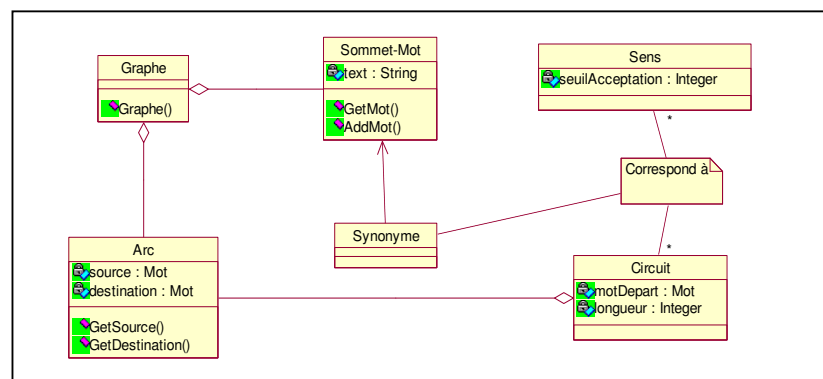 Graphe
Graphe()
Sommet-Mot
text : String
GetMot()
AddMot()
Sens
seuilAcceptation : Integer
*
Correspond à
*
Synonyme
Arc
source : Mot
destination : Mot
GetSource()
GetDestination()
Circuit
motDepart : Mot
longueur : Integer